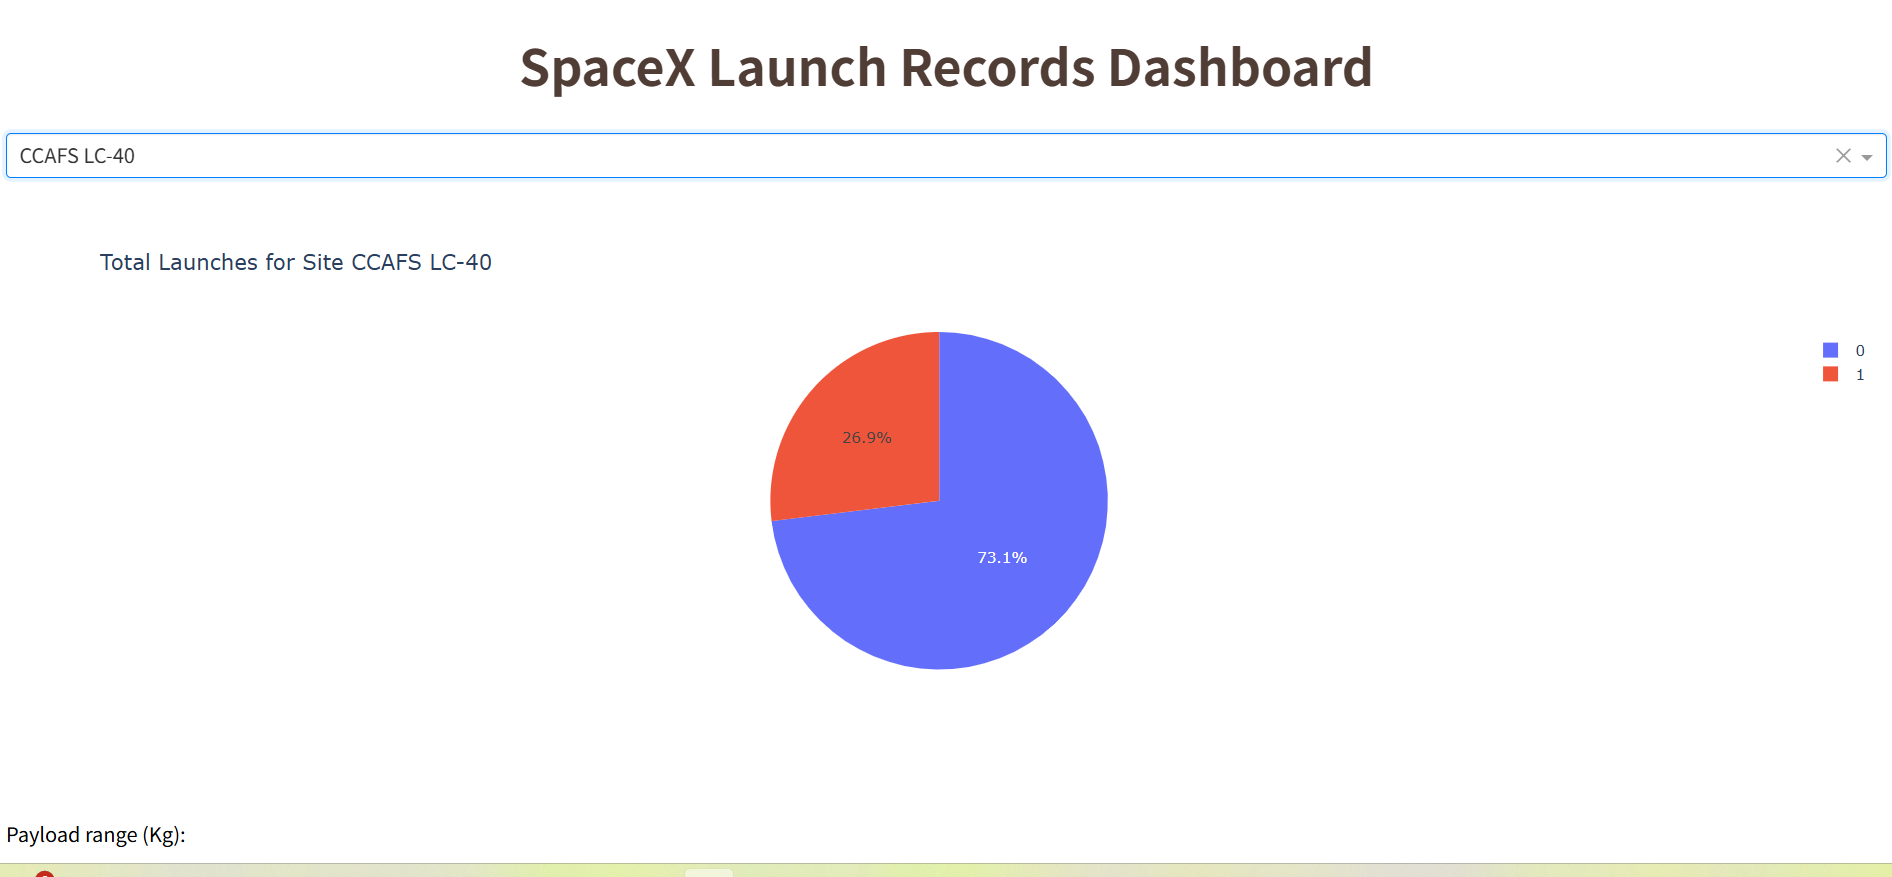 SpaceX Launch Records Dashboard
CCAFS LC-40
Total Launches for Site CCAFS LC-40
0
1
26.9%
73.1%
Payload range (Kg):